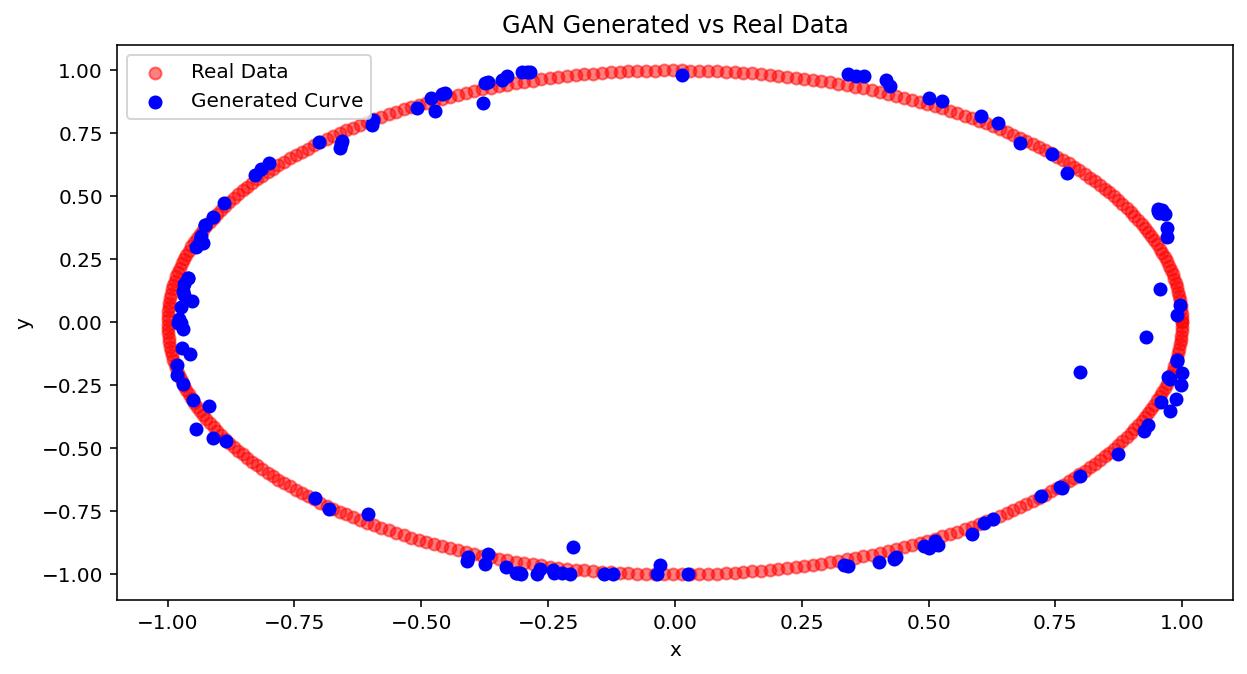 GAN Generated vs Real Data
Real Data
Generated Curve
1.00
0.75
0.50
0.25
0.00
−0.25
−0.50
−0.75
−1.00
y
−1.00 −0.75 −0.50 −0.25 0.00 0.25 0.50 0.75 1.00
x